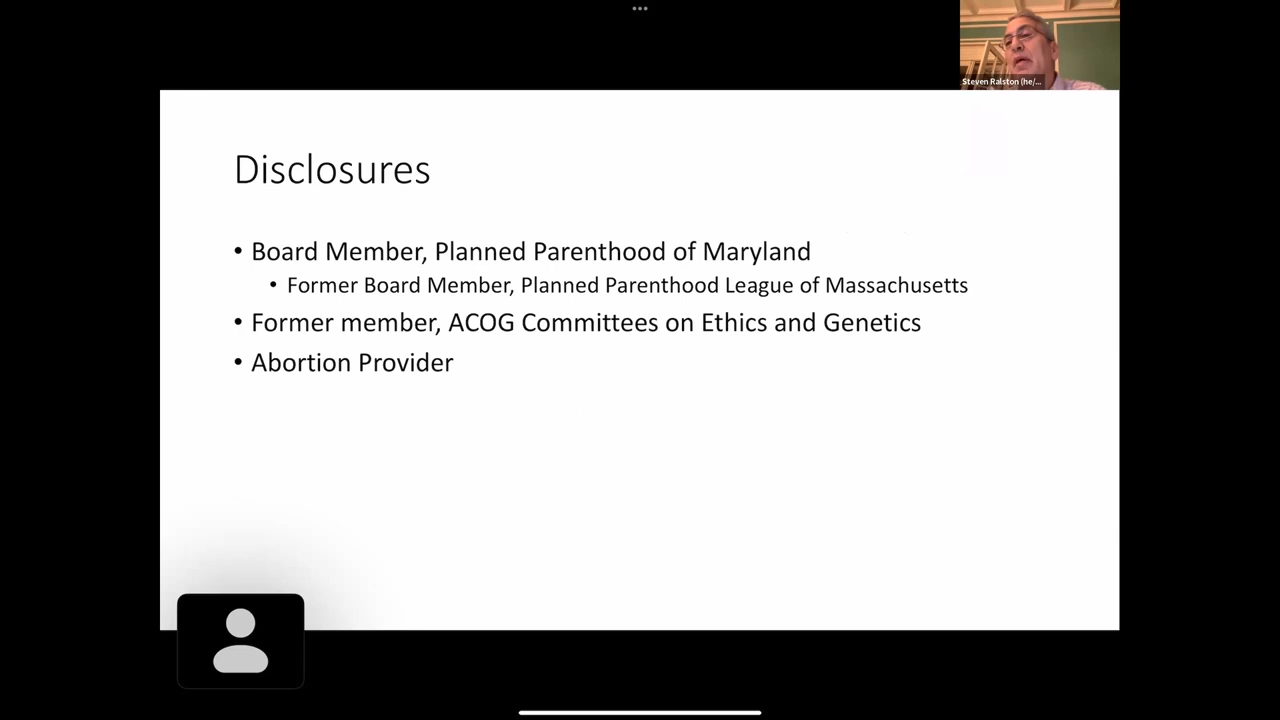 Steven Ralston (he/...
Disclosures
• Board Member, Planned Parenthood of Maryland
• Former Board Member, Planned Parenthood League of Massachusetts
• Former member, ACOG Committees on Ethics and Genetics
• Abortion Provider